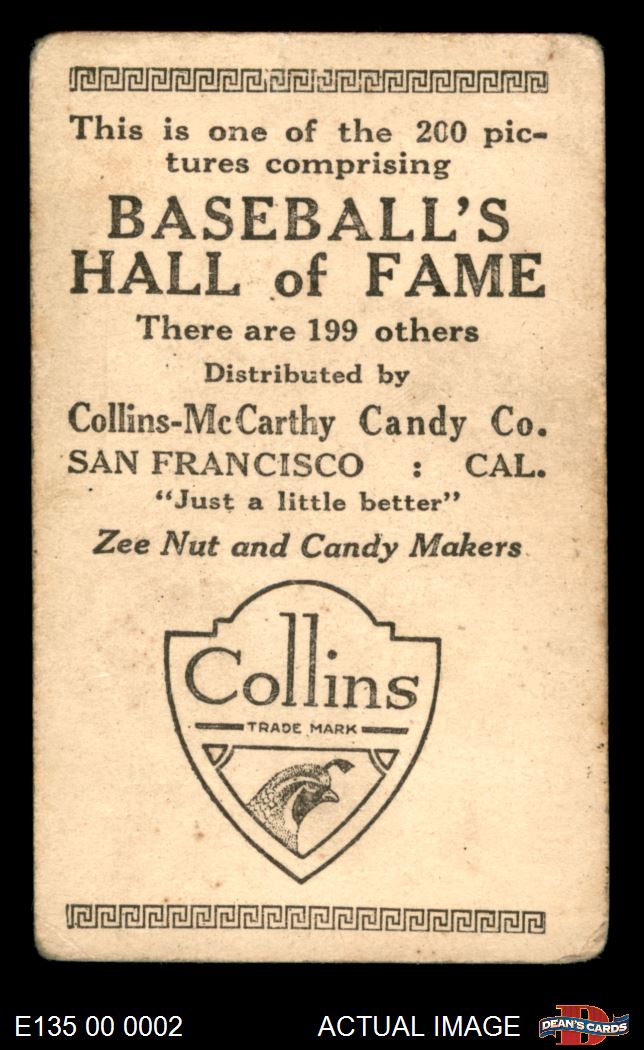 This is one of the 200 pic-
tures comprising
BASEBALL'S
HALL of FAME
There are 199 others
Distributed by
Collins-McCarthy Candy Co.
SAN FRANCISCO : CAL.
"Just a little better"
Zee Nut and Candy Makers
Collins
TRADE MARK
E135 00 0002 ACTUAL IMAGE D DEAN'S CARDS